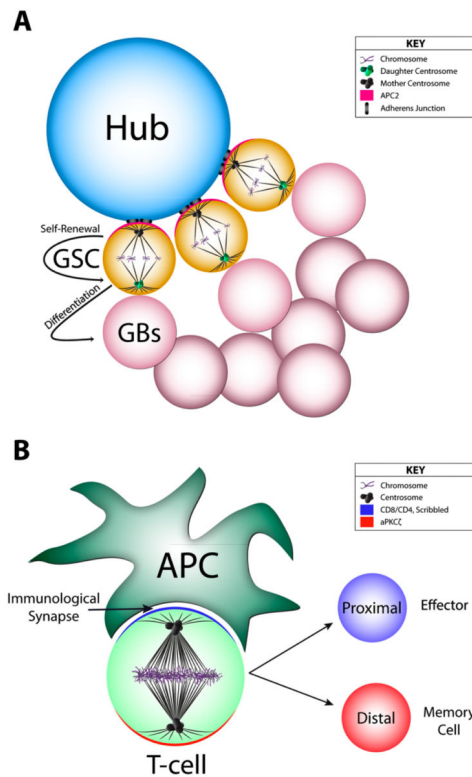 A
KEY
Chromosome
Daughter Centrosome
Mother Centrosome
APC2
Adherens Junction
Hub
Self-Renewal
GSC
Differentiation
GBs
B
KEY
Chromosome
Centrosome
CD8/CD4, Scribbled
aPKCζ
APC
Immunological
Synapse
Proximal
Effector
Distal
Memory
Cell
T-cell